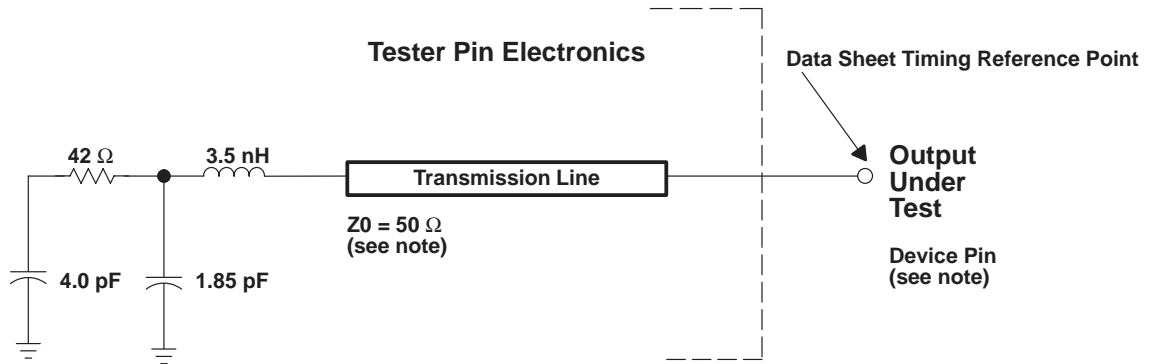 Tester Pin Electronics
Data Sheet Timing Reference Point
42 Ω
3.5 nH
Transmission Line
Output
Under
Test
Z0 = 50 Ω
(see note)
Device Pin
(see note)
4.0 pF
1.85 pF